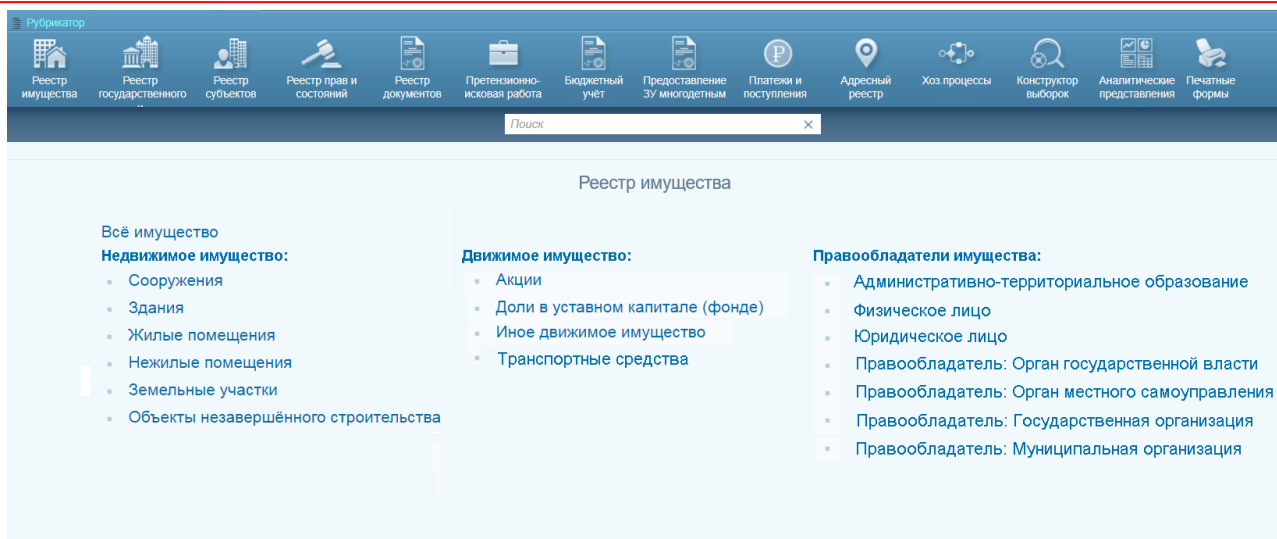 Рубрикатор
Реестр имущества
Реестр государственного
Реестр субъектов
Реестр прав и состояний
Реестр документов
Претензионно-исковая работа
Бюджетный учёт
Предоставление ЗУ многодетным
Платежи и поступления
Адресный реестр
Хоз.процессы
Конструктор выборок
Аналитические представления
Печатные формы
Поиск
Реестр имущества
Всё имущество
Недвижимое имущество:
Сооружения
Здания
Жилые помещения
Нежилые помещения
Земельные участки
Объекты незавершённого строительства
Движимое имущество:
Акции
Доли в уставном капитале (фонде)
Иное движимое имущество
Транспортные средства
Правообладатели имущества:
Административно-территориальное образование
Физическое лицо
Юридическое лицо
Правообладатель: Орган государственной власти
Правообладатель: Орган местного самоуправления
Правообладатель: Государственная организация
Правообладатель: Муниципальная организация